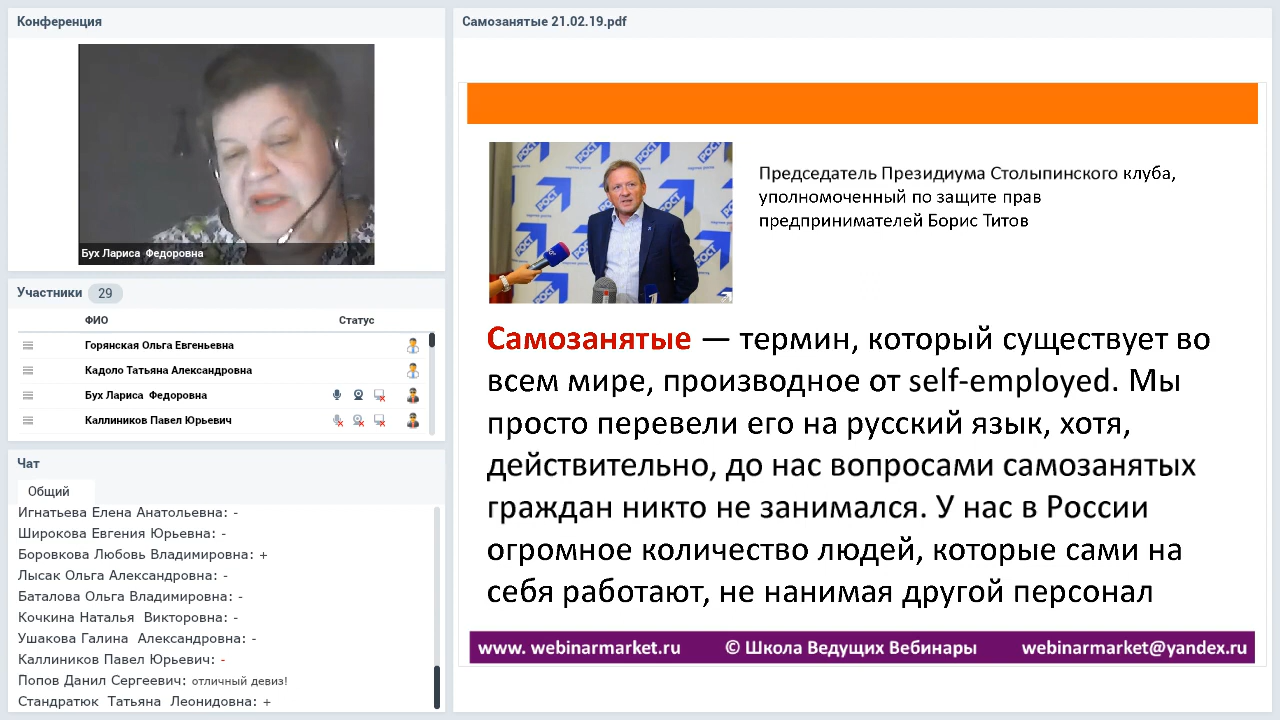 Конференция
Бух Лариса Федоровна
Участники 29
ФИО Статус
Горянская Ольга Евгеньевна
Кадоло Татьяна Александровна
Бух Лариса Федоровна
Каллиников Павел Юрьевич
Чат
Общий
Игнатьева Елена Анатольевна: -
Широкова Евгения Юрьевна: -
Боровкова Любовь Владимировна: +
Лысак Ольга Александровна: -
Баталова Ольга Владимировна: -
Кочкина Наталья Викторовна: -
Ушакова Галина Александровна: -
Каллиников Павел Юрьевич: -
Попов Данил Сергеевич: отличный девиз!
Стандратюк Татьяна Леонидовна: +
Самозанятые 21.02.19.pdf
РОСТ
РОСТ
РОСТ
РОСТ
Председатель Президиума Столыпинского клуба,
уполномоченный по защите прав
предпринимателей Борис Титов
Самозанятые — термин, который существует во
всем мире, производное от self-employed. Мы
просто перевели его на русский язык, хотя,
действительно, до нас вопросами самозанятых
граждан никто не занимался. У нас в России
огромное количество людей, которые сами на
себя работают, не нанимая другой персонал
www. webinarmarket.ru © Школа Ведущих Вебинары webinarmarket@yandex.ru